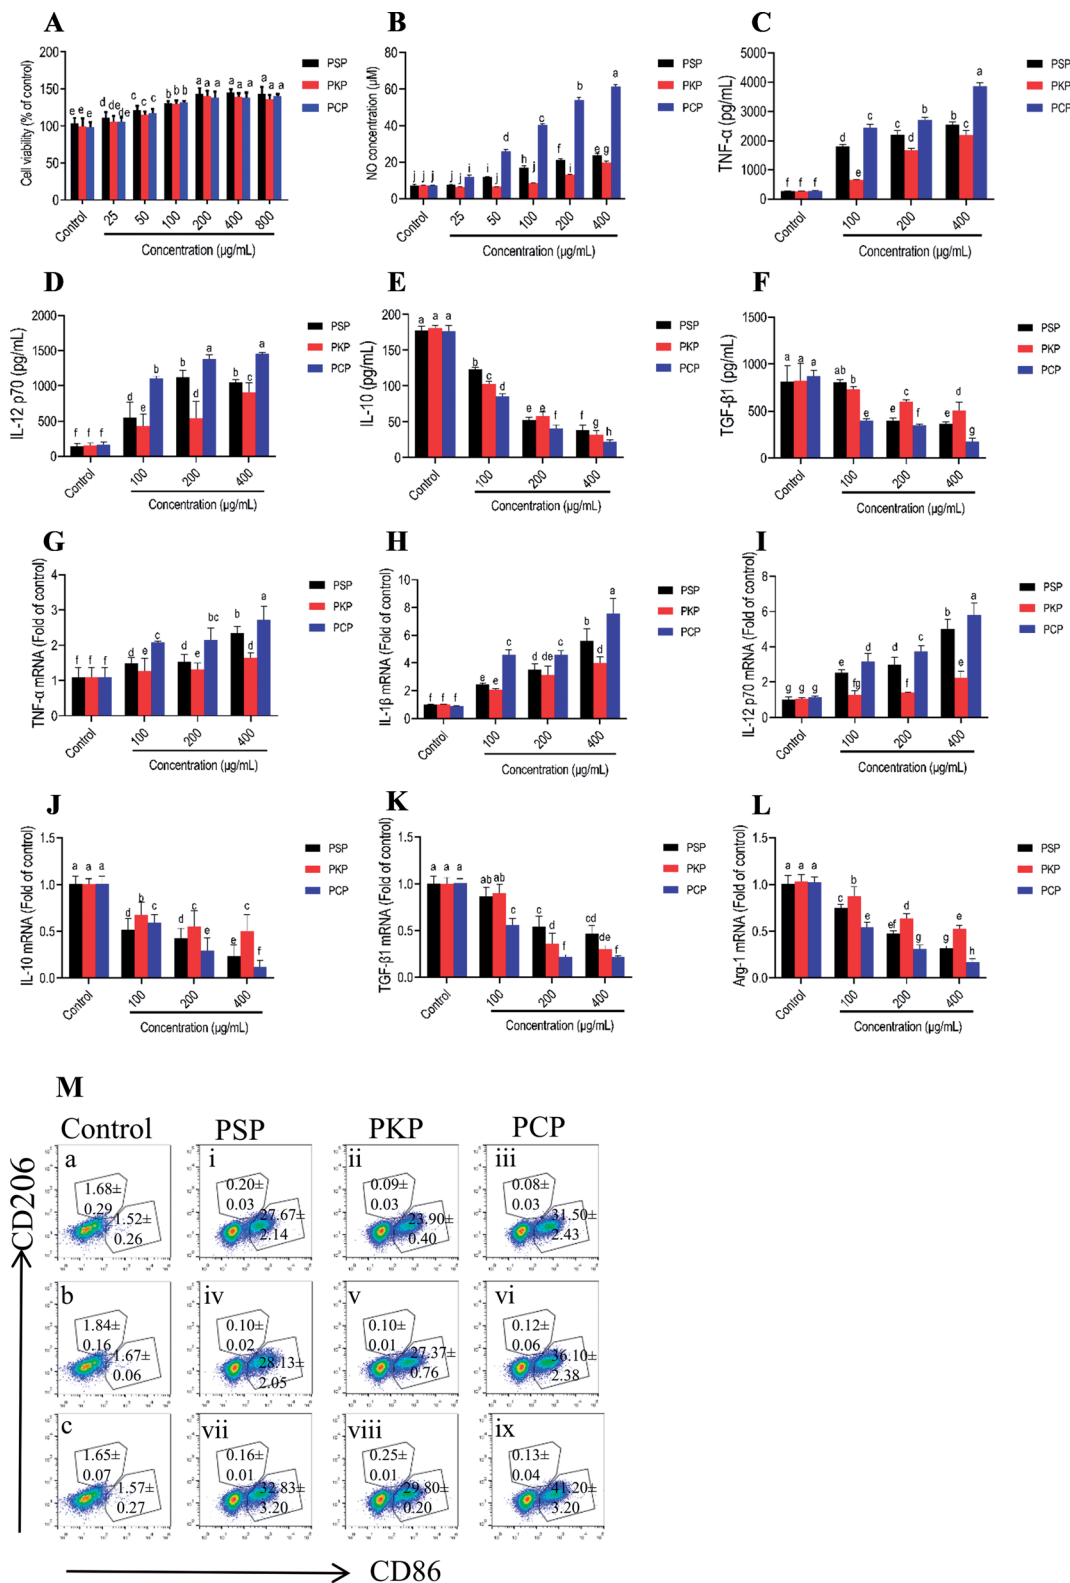 A
Cell viability (% of control)
200
150
100
50
0
e e e d de de c c c b b b a a a a a a a a a
Control 25 50 100 200 400 800
Concentration (μg/mL)
PSP
PKP
PCP
B
NO concentration (μM)
80
60
40
20
0
j j j j j i i j d h j c f i b e g a
Control 25 50 100 200 400
Concentration (μg/mL)
PSP
PKP
PCP
C
TNF-α (pg/mL)
5000
4000
3000
2000
1000
0
f f f d e b c d b b c a
Control 100 200 400
Concentration (μg/mL)
PSP
PKP
PCP
D
IL-12 p70 (pg/mL)
2000
1500
1000
500
0
f f f d e b b d a b c a
Control 100 200 400
Concentration (μg/mL)
PSP
PKP
PCP
E
IL-10 (pg/mL)
200
150
100
50
0
a a a b c d e e f f g h
Control 100 200 400
Concentration (μg/mL)
PSP
PKP
PCP
F
TGF-β1 (pg/mL)
1500
1000
500
0
a a a ab b e e c f e d g
Control 100 200 400
Concentration (μg/mL)
PSP
PKP
PCP
G
TNF-α mRNA (Fold of control)
4
3
2
1
0
f f f d e c d e bc b d a
Control 100 200 400
Concentration (μg/mL)
PSP
PKP
PCP
H
IL-1β mRNA (Fold of control)
10
8
6
4
2
0
f f f e e c d de c b d a
Control 100 200 400
Concentration (μg/mL)
PSP
PKP
PCP
I
IL-12 p70 mRNA (Fold of control)
8
6
4
2
0
g g g e fg d e f d b e a
Control 100 200 400
Concentration (μg/mL)
PSP
PKP
PCP
J
IL-10 mRNA (Fold of control)
1.5
1.0
0.5
0.0
a a a d b c d c e e c f
Control 100 200 400
Concentration (μg/mL)
PSP
PKP
PCP
K
TGF-β1 mRNA (Fold of control)
1.5
1.0
0.5
0.0
a a a ab ab c c d f cd de f
Control 100 200 400
Concentration (μg/mL)
PSP
PKP
PCP
L
Arg-1 mRNA (Fold of control)
1.5
1.0
0.5
0.0
a a a c b e ef d g g e h
Control 100 200 400
Concentration (μg/mL)
PSP
PKP
PCP
M
Control PSP PKP PCP
CD206
a
1.68±
0.29
1.52±
0.26
i
0.20±
0.03
27.67±
2.14
ii
0.09±
0.03
23.90±
0.40
iii
0.08±
0.03
31.50±
2.43
b
1.84±
0.16
1.67±
0.06
iv
0.10±
0.02
28.13±
2.05
v
0.10±
0.01
27.37±
0.76
vi
0.12±
0.06
36.10±
2.38
c
1.65±
0.07
1.57±
0.27
vii
0.16±
0.01
32.83±
3.20
viii
0.25±
0.01
29.80±
0.20
ix
0.13±
0.04
41.20±
3.20
CD86